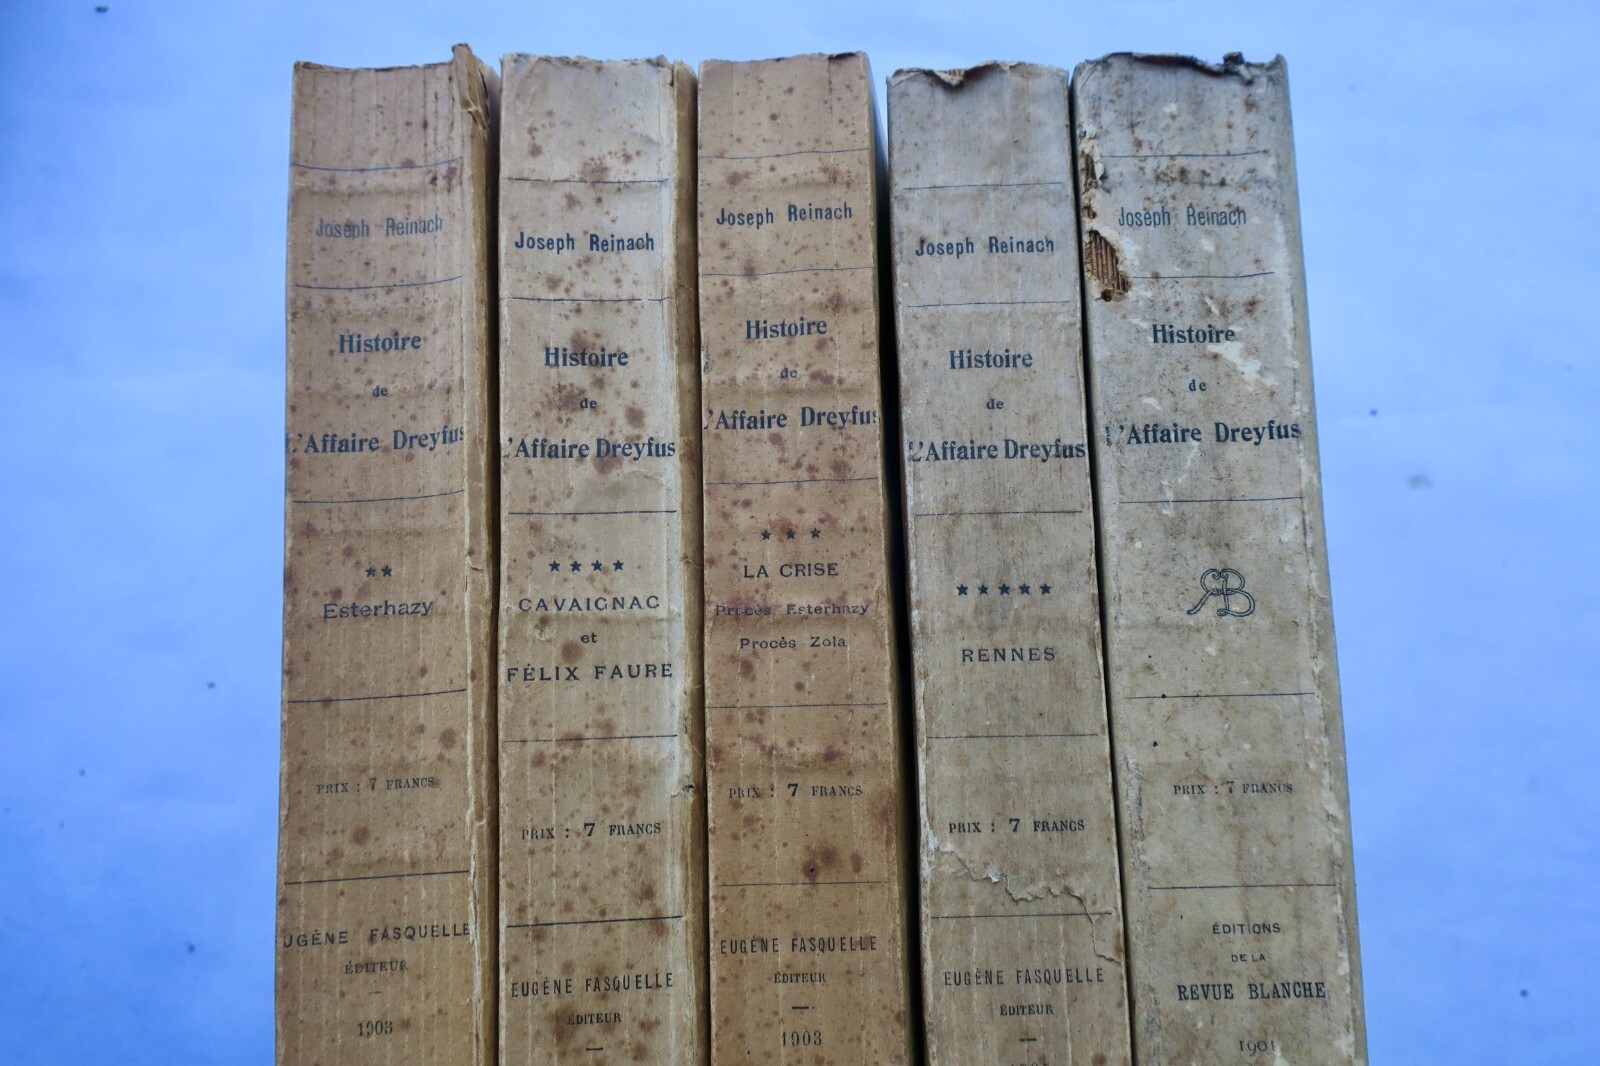 Joseph Reinach
Histoire
de
L'Affaire Dreyfus
★★
Esterhazy
PRIX : 7 FRANCS
UGÈNE FASQUELLE
ÉDITEUR
1903
Joseph Reinach
Histoire
de
L'Affaire Dreyfus
★★★★
CAVAIGNAC
et
FÉLIX FAURE
PRIX : 7 FRANCS
EUGÈNE FASQUELLE
ÉDITEUR
Joseph Reinach
Histoire
de
L'Affaire Dreyfus
★★★
LA CRISE
Procès Esterhazy
Procès Zola
PRIX : 7 FRANCS
EUGÈNE FASQUELLE
ÉDITEUR
1903
Joseph Reinach
Histoire
de
L'Affaire Dreyfus
★★★★★
RENNES
PRIX : 7 FRANCS
EUGÈNE FASQUELLE
ÉDITEUR
Joseph Reinach
Histoire
de
L'Affaire Dreyfus
RB
PRIX : 7 FRANCS
ÉDITIONS
DE LA
REVUE BLANCHE
1901